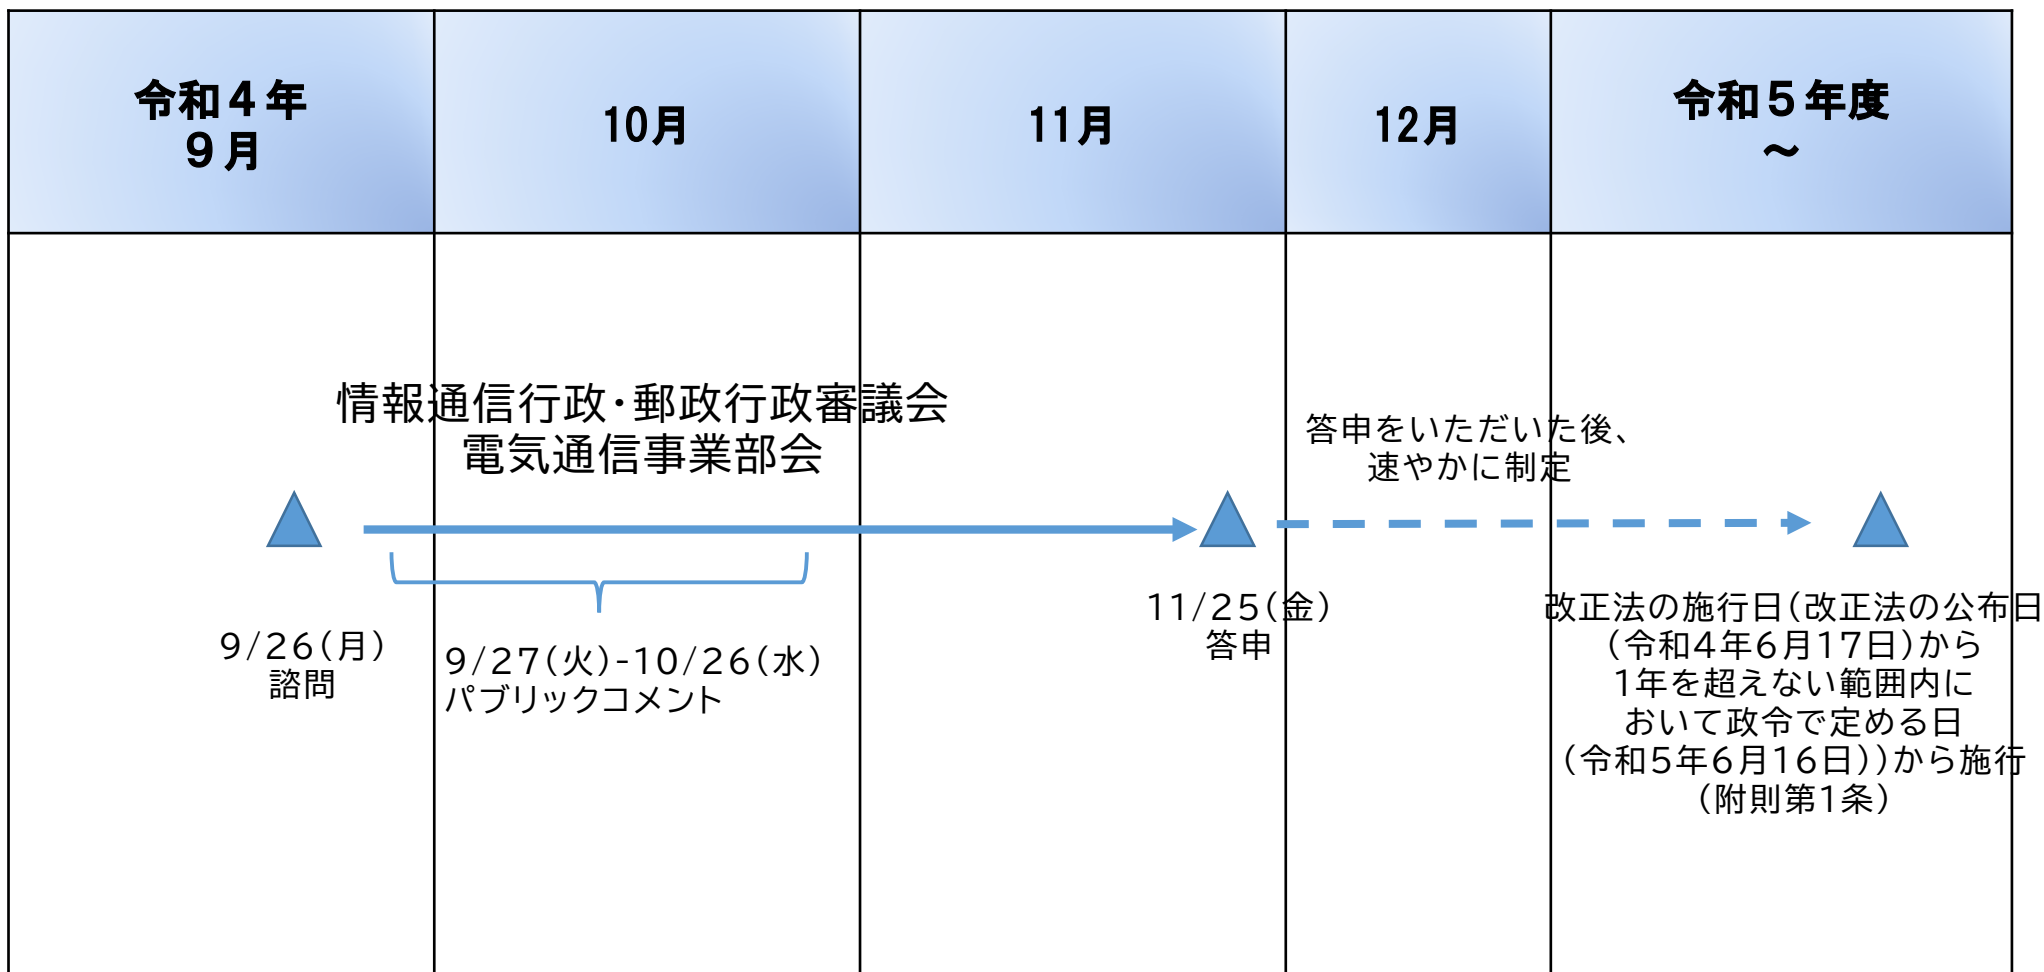 令和４年
９月
10月
11月
12月
令和５年度
～
情報通信行政・郵政行政審議会
電気通信事業部会
答申をいただいた後、
速やかに制定
9/26(月)
諮問
9/27(火)-10/26(水)
パブリックコメント
11/25(金)
答申
改正法の施行日(改正法の公布日
(令和4年6月17日)から
1年を超えない範囲内に
おいて政令で定める日
(令和5年6月16日))から施行
(附則第1条)